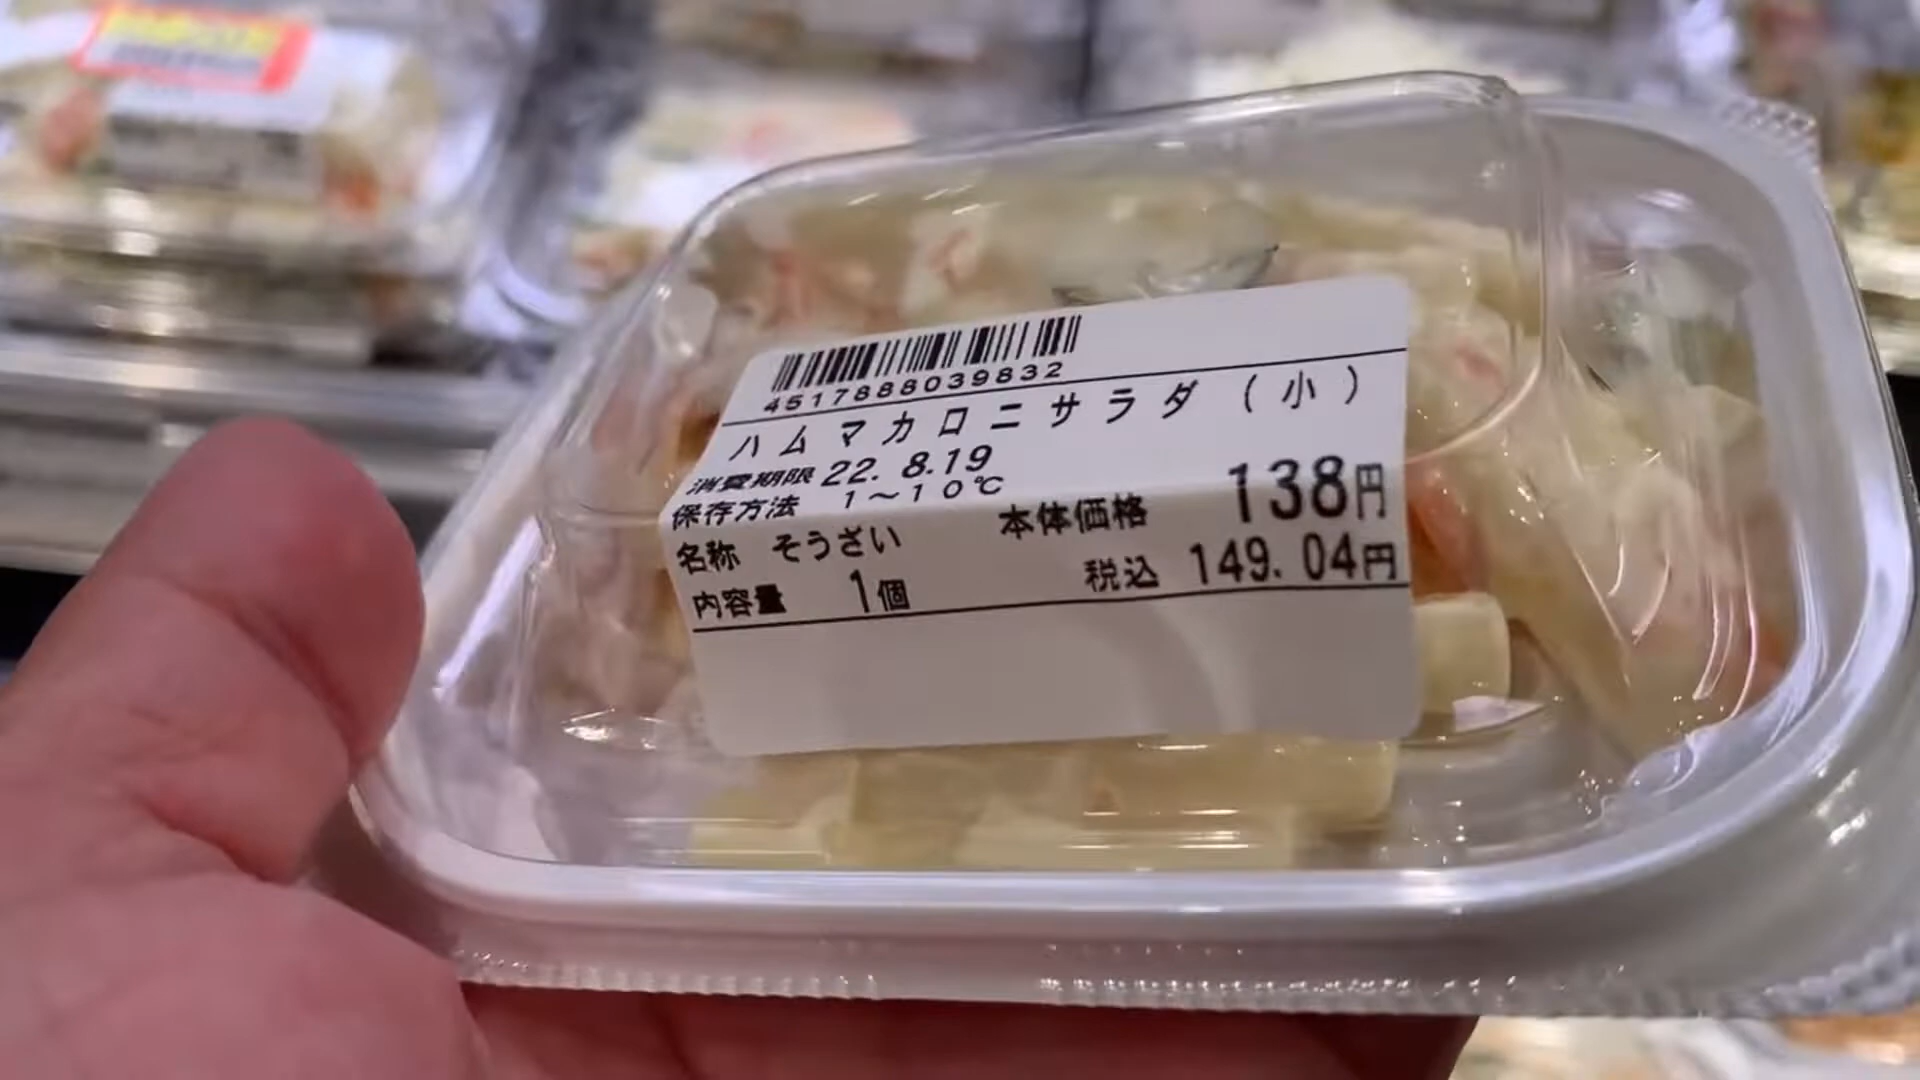 4517888039832
ハムマカロニサラダ（小）
消費期限 22. 8.19
保存方法 1～10℃
名称 そうざい 本体価格 138円
内容量 1個 税込 149.04円